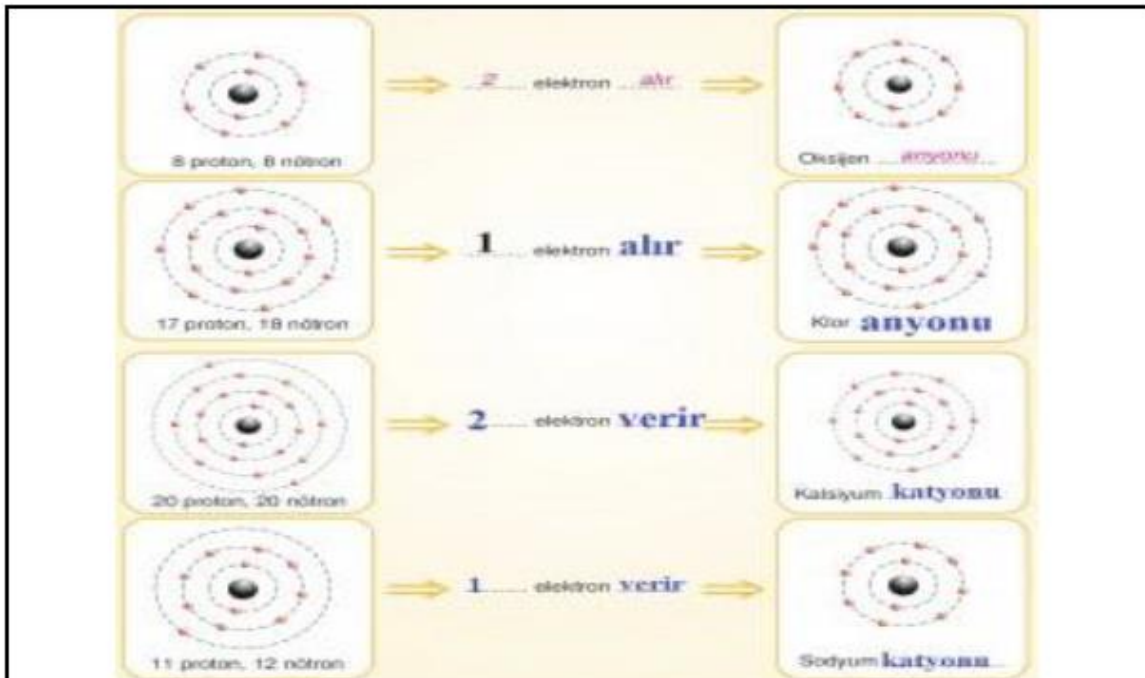 2 elektron alır
8 proton, 8 nötron
Oksijen anyonu
1 elektron alır
17 proton, 18 nötron
Klor anyonu
2 elektron verir
20 proton, 20 nötron
Kalsiyum katyonu
1 elektron verir
11 proton, 12 nötron
Sodyum katyonu